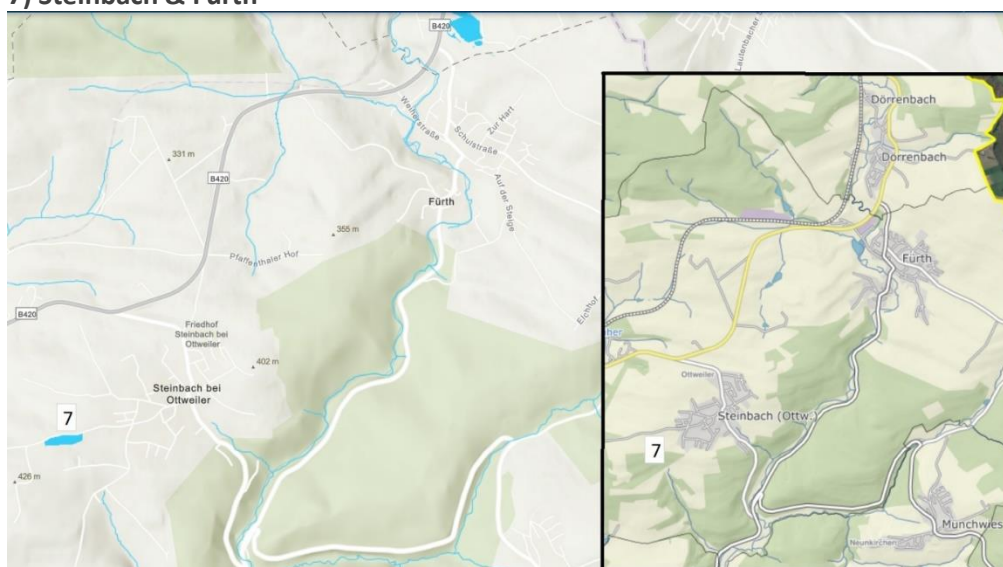 7) Steinbach & Fürth
B420
Lautenbacher
Weiherstraße
Zur Hart
Schulstraße
331 m
B420
Auf der Steige
Fürth
355 m
Pfaffenthaler Hof
Eichhof
B420
Friedhof
Steinbach bei
Ottweiler
402 m
Steinbach bei
Ottweiler
7
426 m
Dörrenbach
Dörrenbach
Fürth
Ottweiler
Steinbach (Ottw.)
7
Münchwies
Neunkirchen